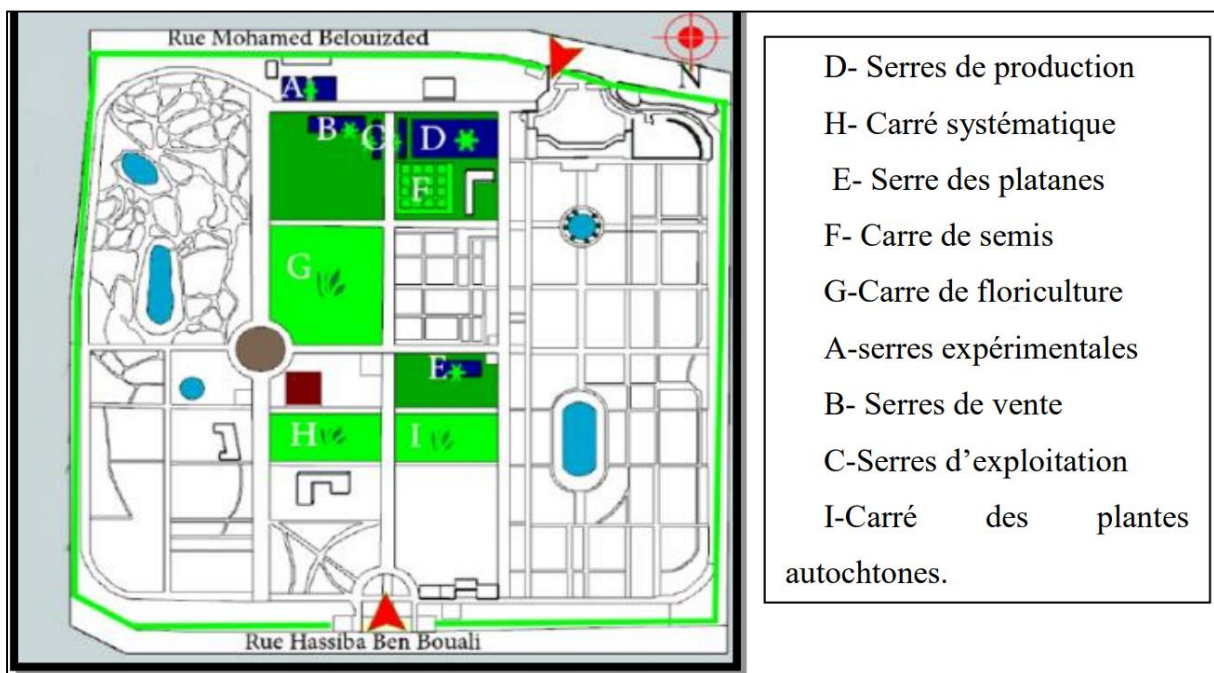 Rue Mohamed Belouizded
N
A
B
C
D
F
G
E
H
I
Rue Hassiba Ben Bouali
D- Serres de production
H- Carré systématique
E- Serre des platanes
F- Carre de semis
G-Carre de floriculture
A-serres expérimentales
B- Serres de vente
C-Serres d’exploitation
I-Carré des plantes
autochtones.